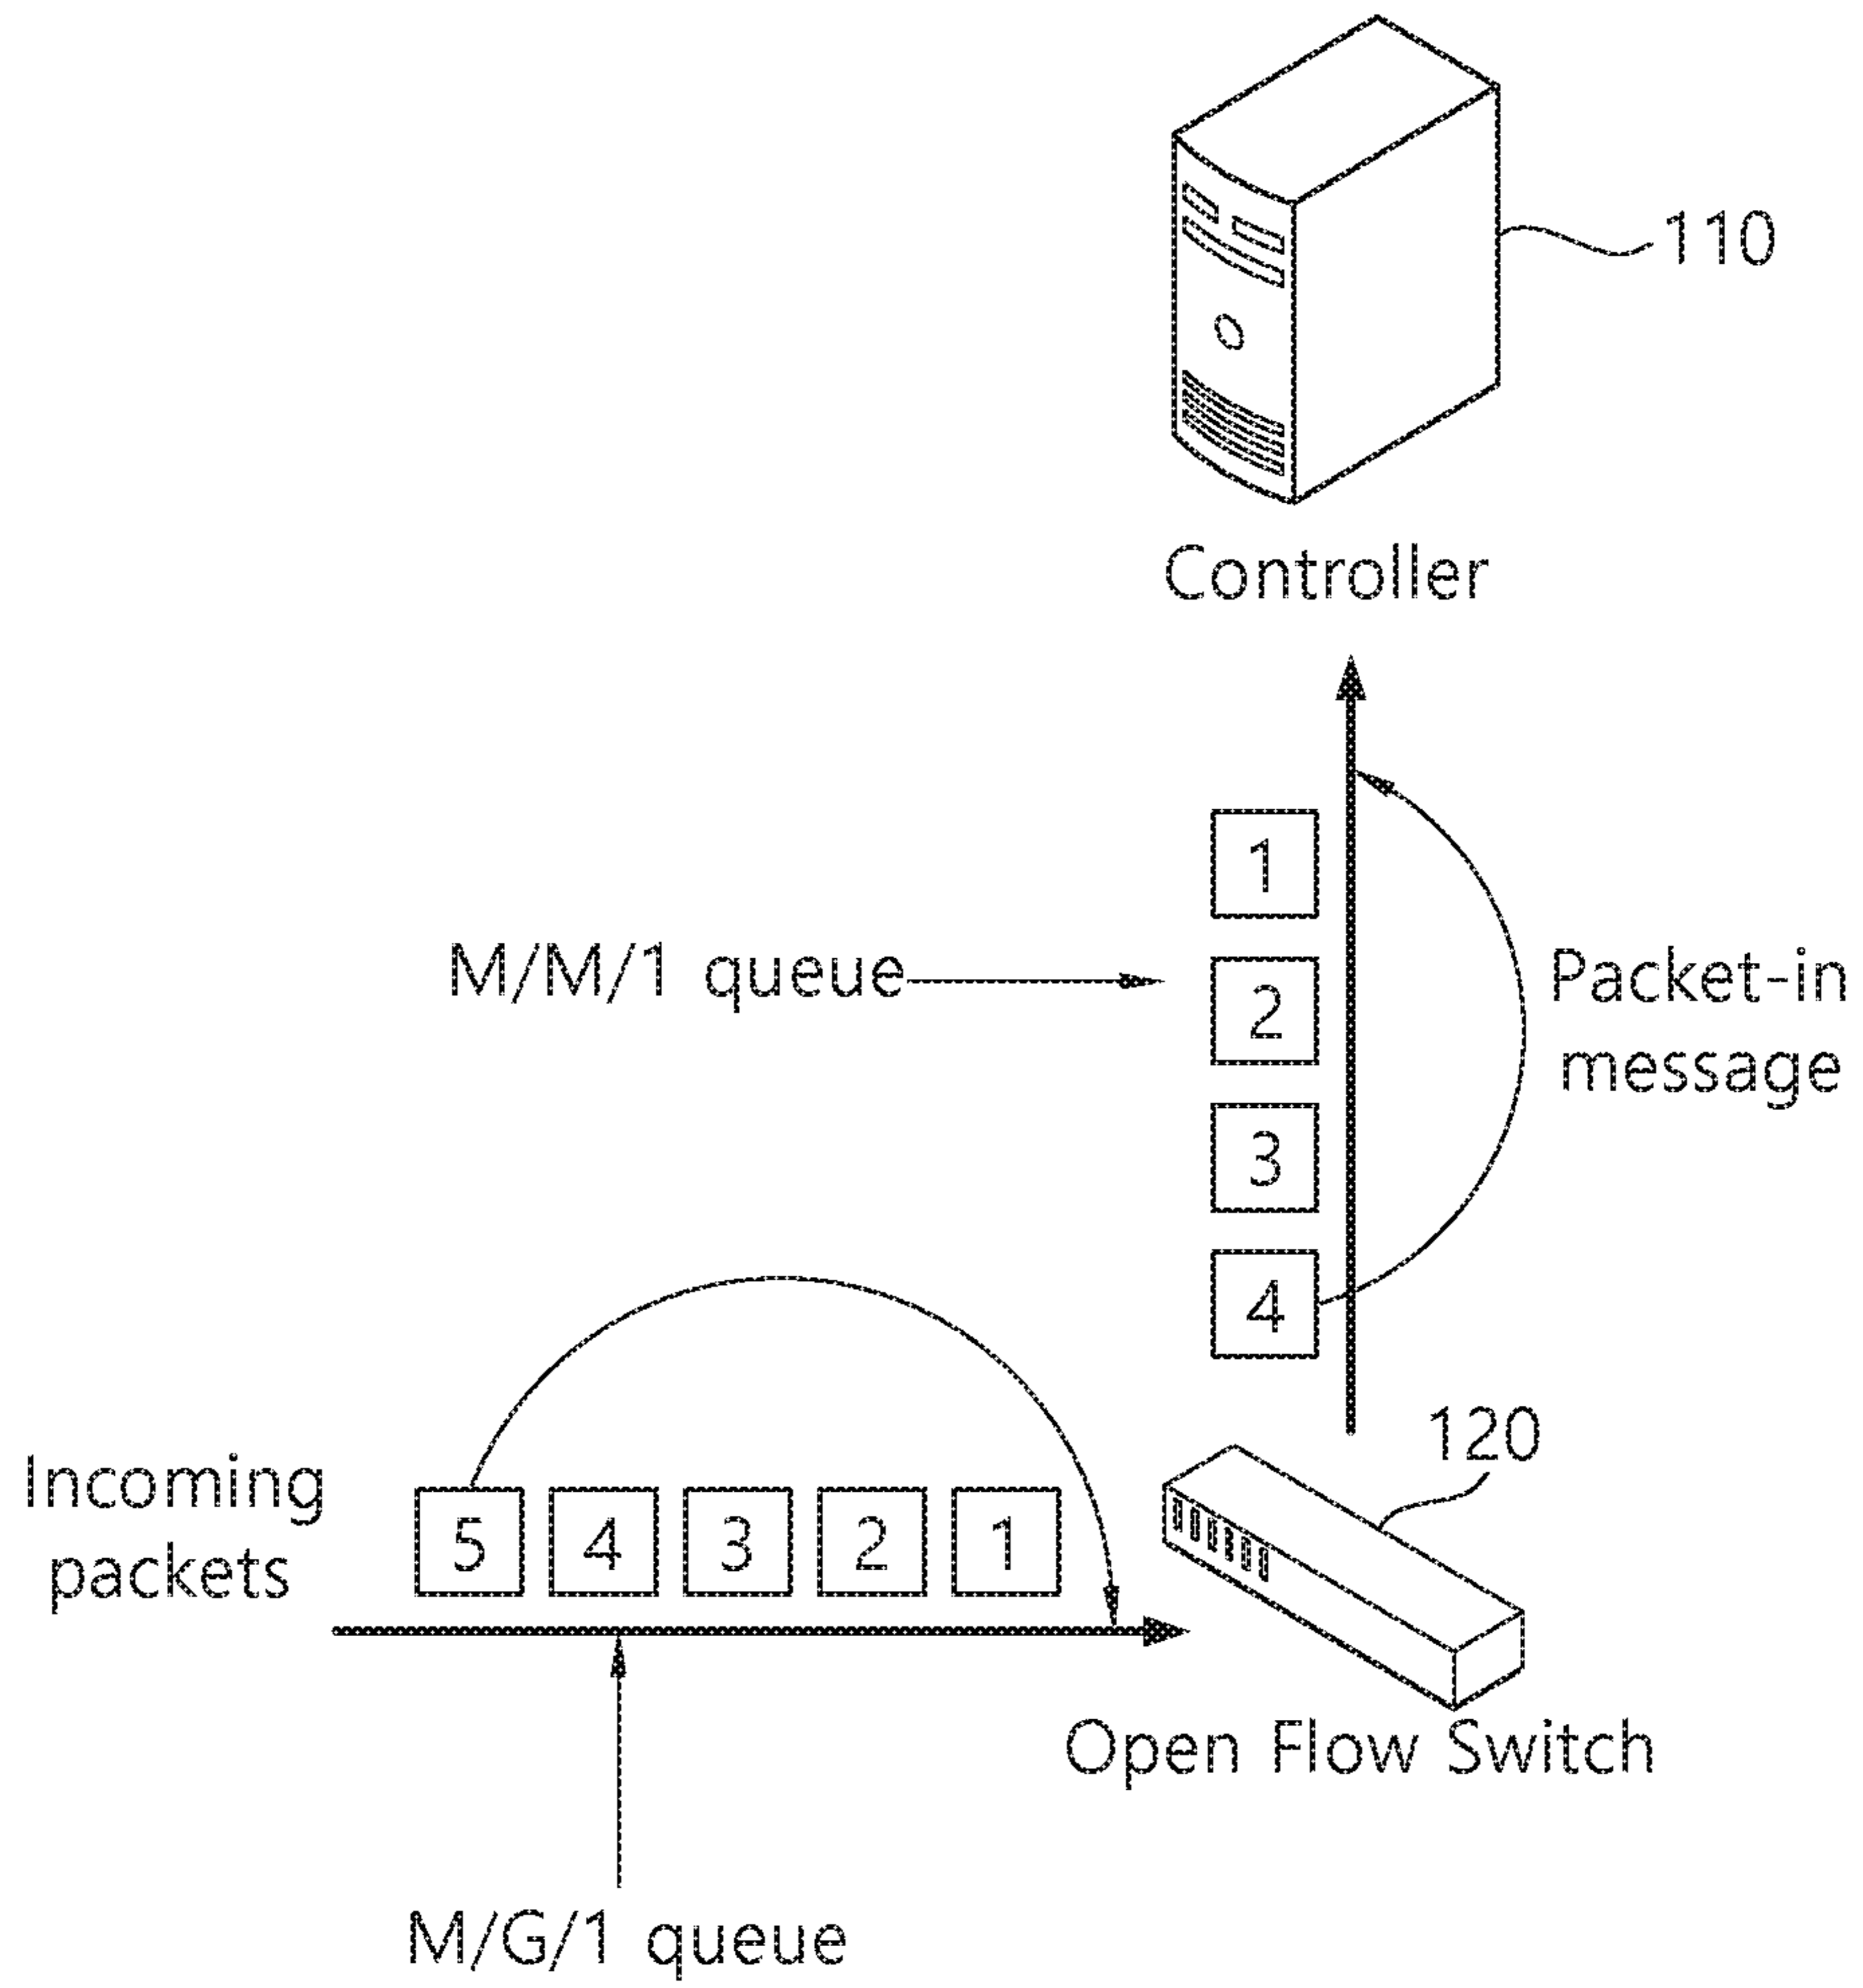 110
Controller
1
M/M/1 queue
2
Packet-in
message
3
4
120
Incoming
packets
5 4 3 2 1
Open Flow Switch
M/G/1 queue